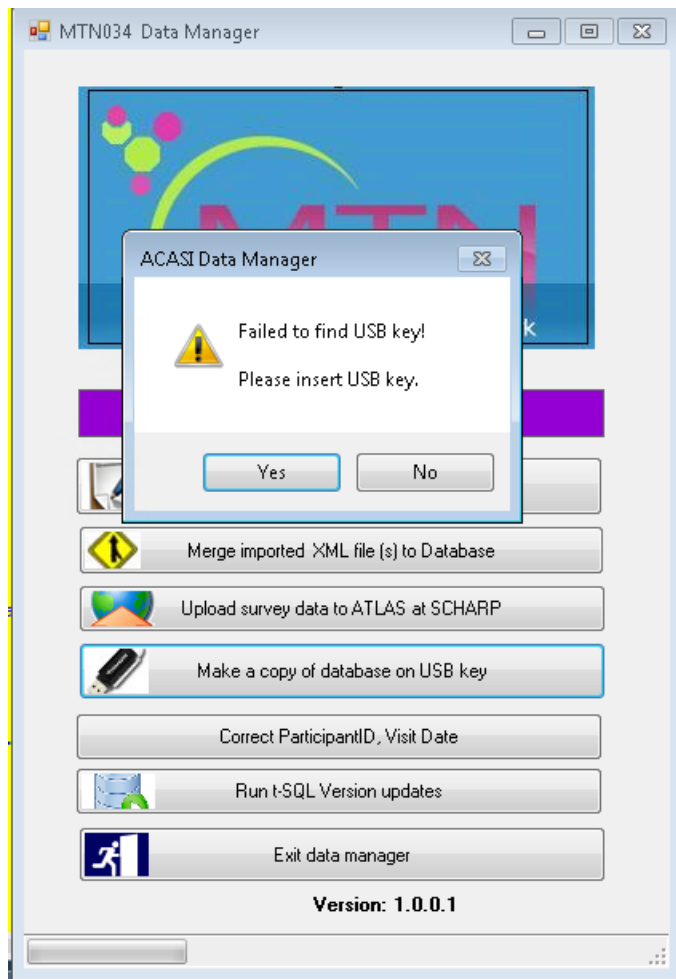 MTN034 Data Manager
MTN
k
ACASI Data Manager
Failed to find USB key!
Please insert USB key.
Yes
No
Merge imported XML file (s) to Database
Upload survey data to ATLAS at SCHARP
Make a copy of database on USB key
Correct ParticipantID, Visit Date
Run t-SQL Version updates
Exit data manager
Version: 1.0.0.1